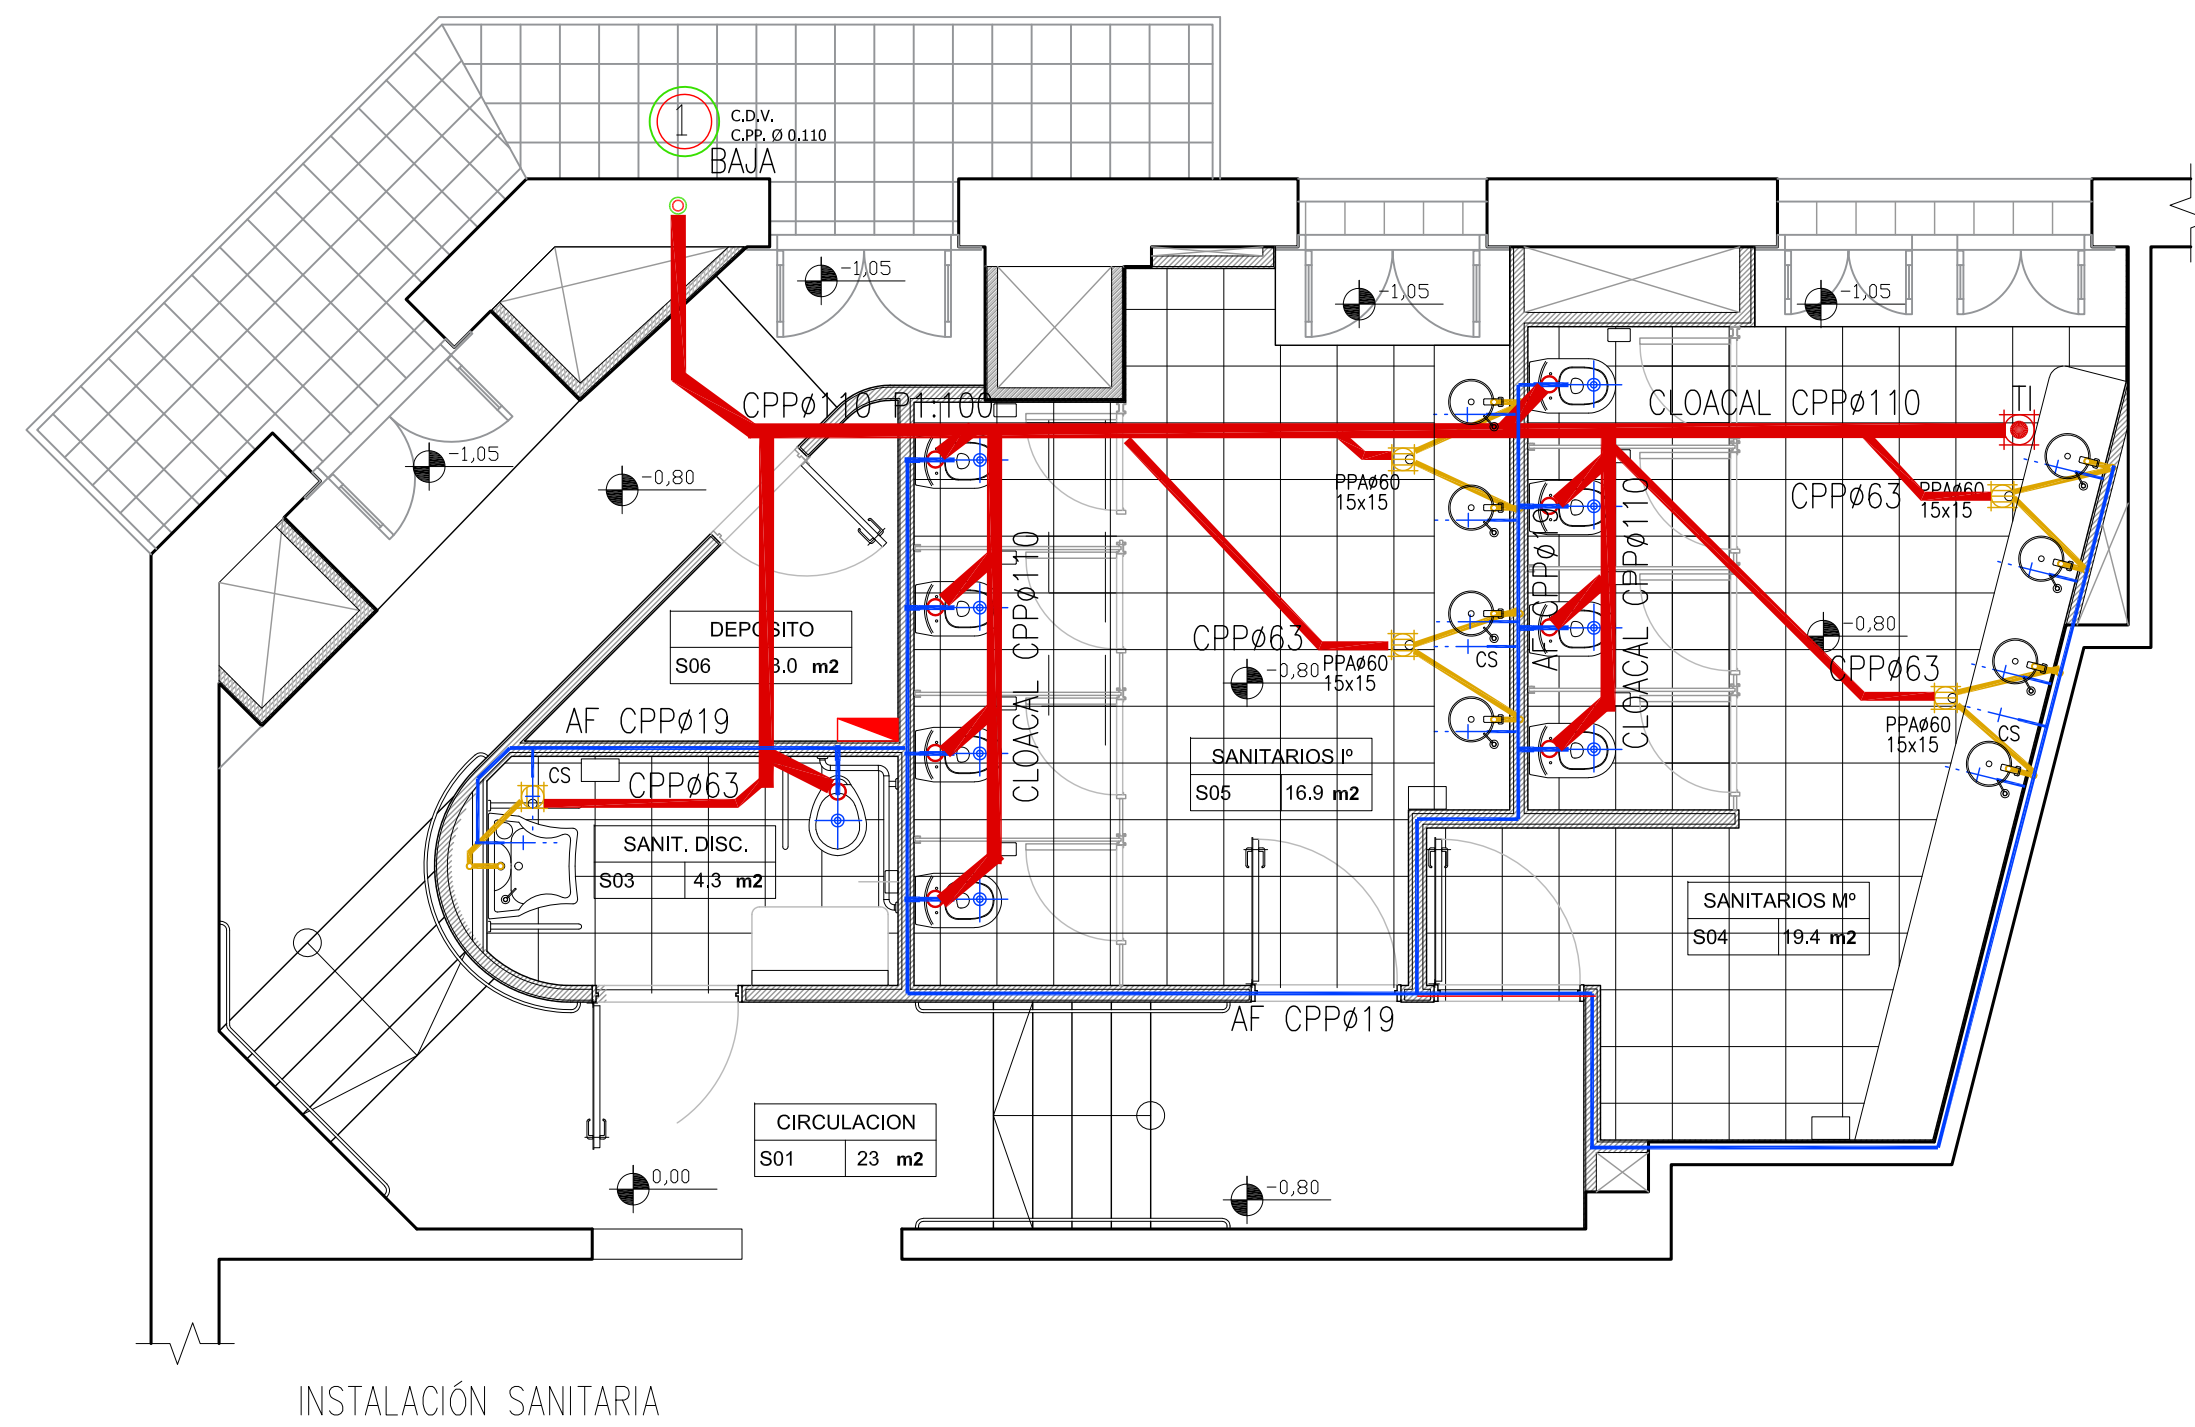 1
C.D.V.
C.PP. Ø 0.110
BAJA
-1,05
-1,05
-1,05
-1,05
-0,80
CPPø110 P1:100
CLOACAL CPPø110
TI
PPAø60
15x15
CPPø63
PPAø60
15x15
AF CPPø19
CLOACAL CPPø110
CLOACAL CPPø110
DEPOSITO
S06
3.0 m2
CPPø63
PPAø60
15x15
CS
-0,80
-0,80
CPPø63
PPAø60
15x15
CS
AF CPPø19
CS
CPPø63
SANITARIOS Iº
S05
16.9 m2
SANIT. DISC.
S03
4.3 m2
SANITARIOS Mº
S04
19.4 m2
AF CPPø19
CIRCULACION
S01
23 m2
0,00
-0,80
INSTALACIÓN SANITARIA